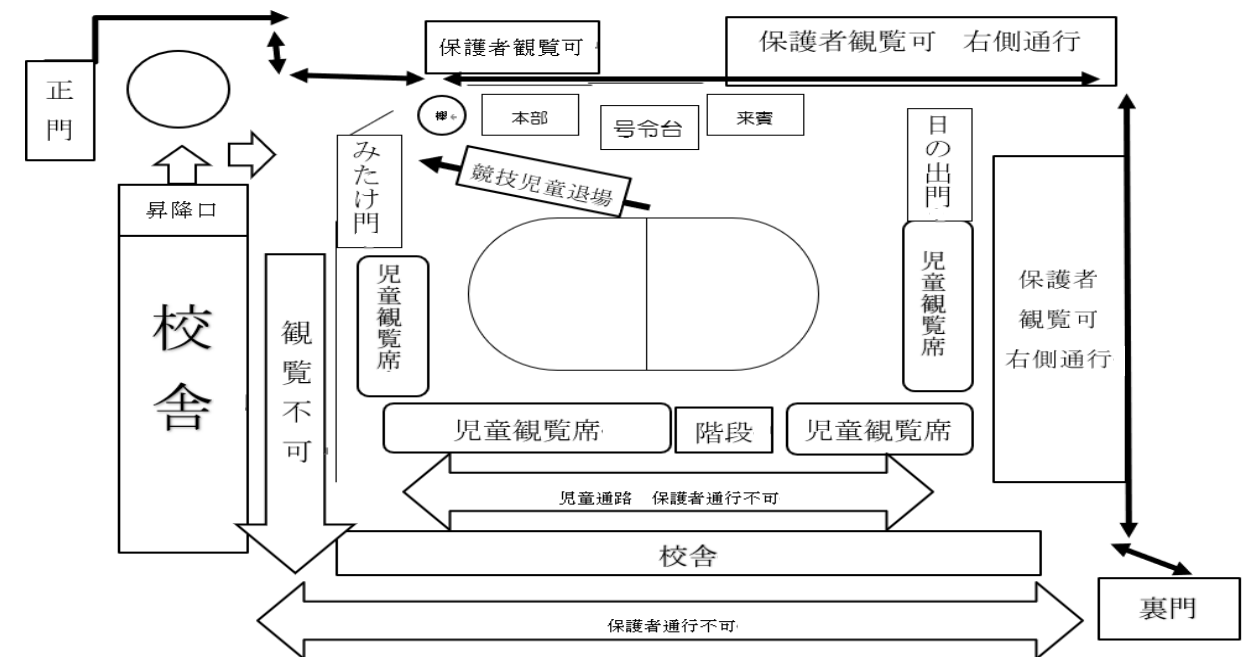 正門
保護者観覧可
保護者観覧可 右側通行
欅
本部
号令台
来賓
日の出門
みたけ門
競技児童退場
昇降口
校舎
観覧不可
児童観覧席
児童観覧席
保護者
観覧可
右側通行
児童観覧席
階段
児童観覧席
児童通路 保護者通行不可
校舎
裏門
保護者通行不可